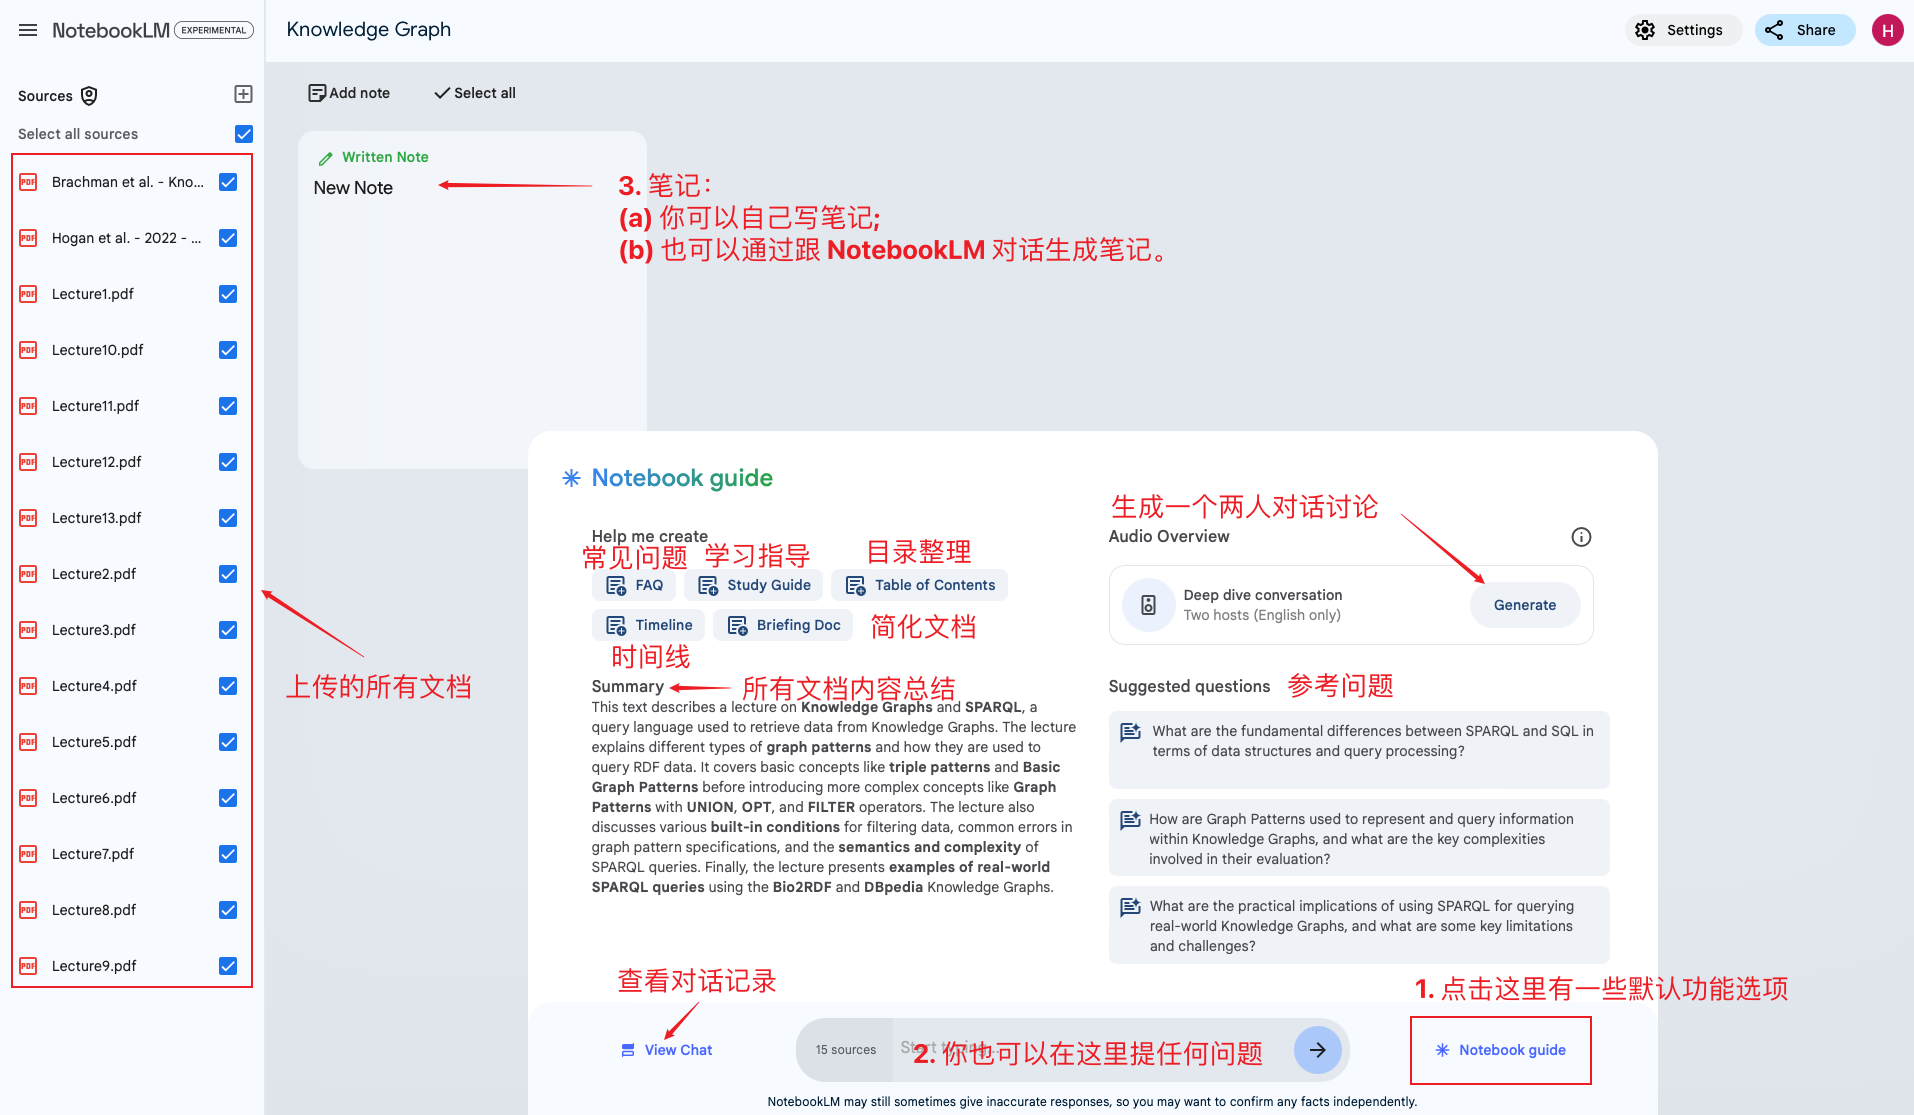 NotebookLM EXPERIMENTAL
Knowledge Graph
Settings
Share
H
Sources
Select all sources
PDF Brachman et al. - Kno...
PDF Hogan et al. - 2022 - ...
PDF Lecture1.pdf
PDF Lecture10.pdf
PDF Lecture11.pdf
PDF Lecture12.pdf
PDF Lecture13.pdf
PDF Lecture2.pdf
PDF Lecture3.pdf
PDF Lecture4.pdf
PDF Lecture5.pdf
PDF Lecture6.pdf
PDF Lecture7.pdf
PDF Lecture8.pdf
PDF Lecture9.pdf
上传的所有文档
Add note
Select all
Written Note
New Note
3. 笔记：
(a) 你可以自己写笔记;
(b) 也可以通过跟 NotebookLM 对话生成笔记。
Notebook guide
Help me create
常见问题 学习指导 目录整理
FAQ
Study Guide
Table of Contents
Timeline
Briefing Doc
简化文档
时间线
Summary
所有文档内容总结
This text describes a lecture on Knowledge Graphs and SPARQL, a
query language used to retrieve data from Knowledge Graphs. The lecture
explains different types of graph patterns and how they are used to
query RDF data. It covers basic concepts like triple patterns and Basic
Graph Patterns before introducing more complex concepts like Graph
Patterns with UNION, OPT, and FILTER operators. The lecture also
discusses various built-in conditions for filtering data, common errors in
graph pattern specifications, and the semantics and complexity of
SPARQL queries. Finally, the lecture presents examples of real-world
SPARQL queries using the Bio2RDF and DBpedia Knowledge Graphs.
生成一个两人对话讨论
Audio Overview
Deep dive conversation
Two hosts (English only)
Generate
Suggested questions
参考问题
What are the fundamental differences between SPARQL and SQL in
terms of data structures and query processing?
How are Graph Patterns used to represent and query information
within Knowledge Graphs, and what are the key complexities
involved in their evaluation?
What are the practical implications of using SPARQL for querying
real-world Knowledge Graphs, and what are some key limitations
and challenges?
查看对话记录
View Chat
15 sources
Start typing...
2. 你也可以在这里提任何问题
1. 点击这里有一些默认功能选项
Notebook guide
NotebookLM may still sometimes give inaccurate responses, so you may want to confirm any facts independently.